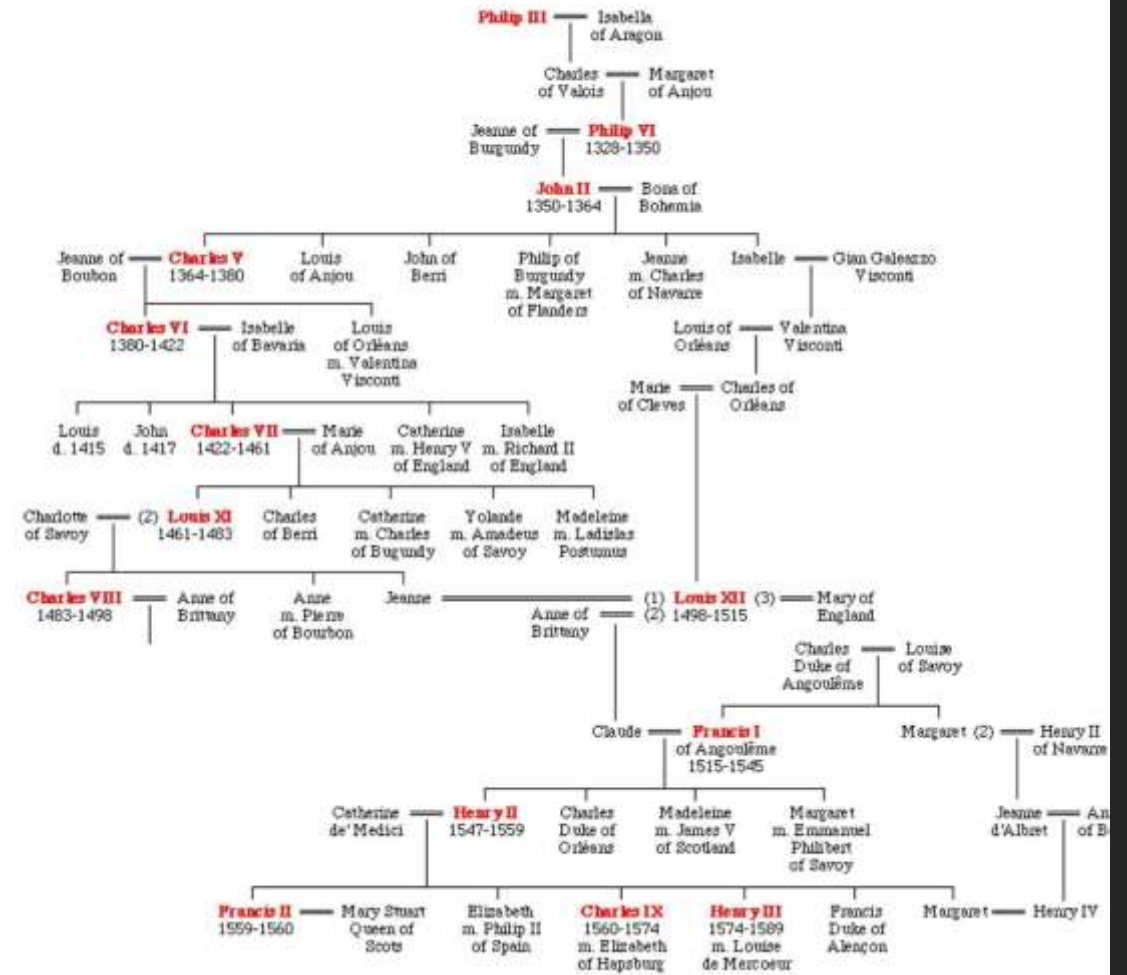 Philip III Isabella
of Aragon
Charles Margaret
of Valois of Anjou
Jeanne of Philip VI
Burgundy 1328-1350
John II Bona of
1350-1364 Bohemia
Jeanne of Charles V Louis John of Philip of Jeanne Isabelle Gian Galeazzo
Boubon 1364-1380 of Anjou Berri Burgundy m. Charles Visconti
m. Margaret of Navarre
of Flanders
Charles VI Isabelle Louis Louis of Valentina
1380-1422 of Bavaria of Orléans Orléans Visconti
m. Valentina
Visconti
Marie Charles of
of Cleves Orléans
Louis John Charles VII Marie Catherine Isabelle
d. 1415 d. 1417 1422-1461 of Anjou m. Henry V m. Richard II
of England of England
Charlotte (2) Louis XI Charles Catherine Yolande Madeleine
of Savoy 1461-1483 of Berri m. Charles m. Amadeus m. Ladislas
of Bugundy of Savoy Postumus
Charles VIII Anne of Anne Jeanne (1) Louis XII (3) Mary of
1483-1498 Brittany m. Pierre Anne of (2) 1498-1515 England
of Bourbon Brittany
Charles Louise
Duke of of Savoy
Angoulême
Claude Francis I Margaret (2) Henry II
of Angoulême of Navarre
1515-1545
Catherine Henry II Charles Madeleine Margaret Jeanne An
de' Medici 1547-1559 Duke of m. James V m. Emmanuel d'Albret of B
Orléans of Scotland Philibert
of Savoy
Francis II Mary Stuart Elizabeth Charles IX Henry III Francis Margaret Henry IV
1559-1560 Queen of m. Philip II 1560-1574 1574-1589 Duke of
Scots of Spain m. Elizabeth m. Louise Alençon
of Hapsburg de Mercoeur